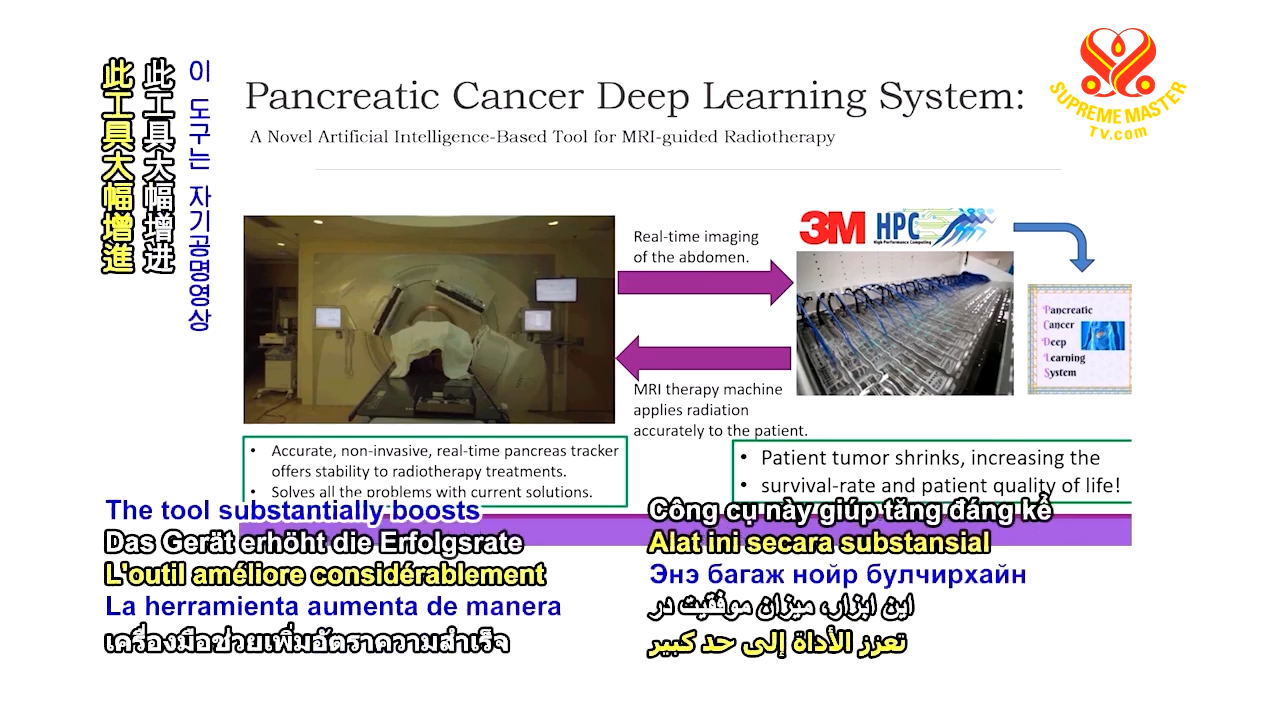 此工具大幅增進
此工具大幅增进
이 도구는 자기공명영상
Pancreatic Cancer Deep Learning System:
A Novel Artificial Intelligence-Based Tool for MRI-guided Radiotherapy
SUPREME MASTER
TV.com
Real-time imaging
of the abdomen.
3M HPC
High Performance Computing
Pancreatic
Cancer
Deep
Learning
System
MRI therapy machine
applies radiation
accurately to the patient.
• Accurate, non-invasive, real-time pancreas tracker
offers stability to radiotherapy treatments.
• Solves all the problems with current solutions.
• Patient tumor shrinks, increasing the
• survival-rate and patient quality of life!
The tool substantially boosts
Das Gerät erhöht die Erfolgsrate
L'outil améliore considérablement
La herramienta aumenta de manera
เครื่องมือช่วยเพิ่มอัตราความสำเร็จ
Công cụ này giúp tăng đáng kể
Alat ini secara substansial
Энэ багаж нойр булчирхайн
این ابزار، میزان موفقیت در
تعزز الأداة إلى حد كبير